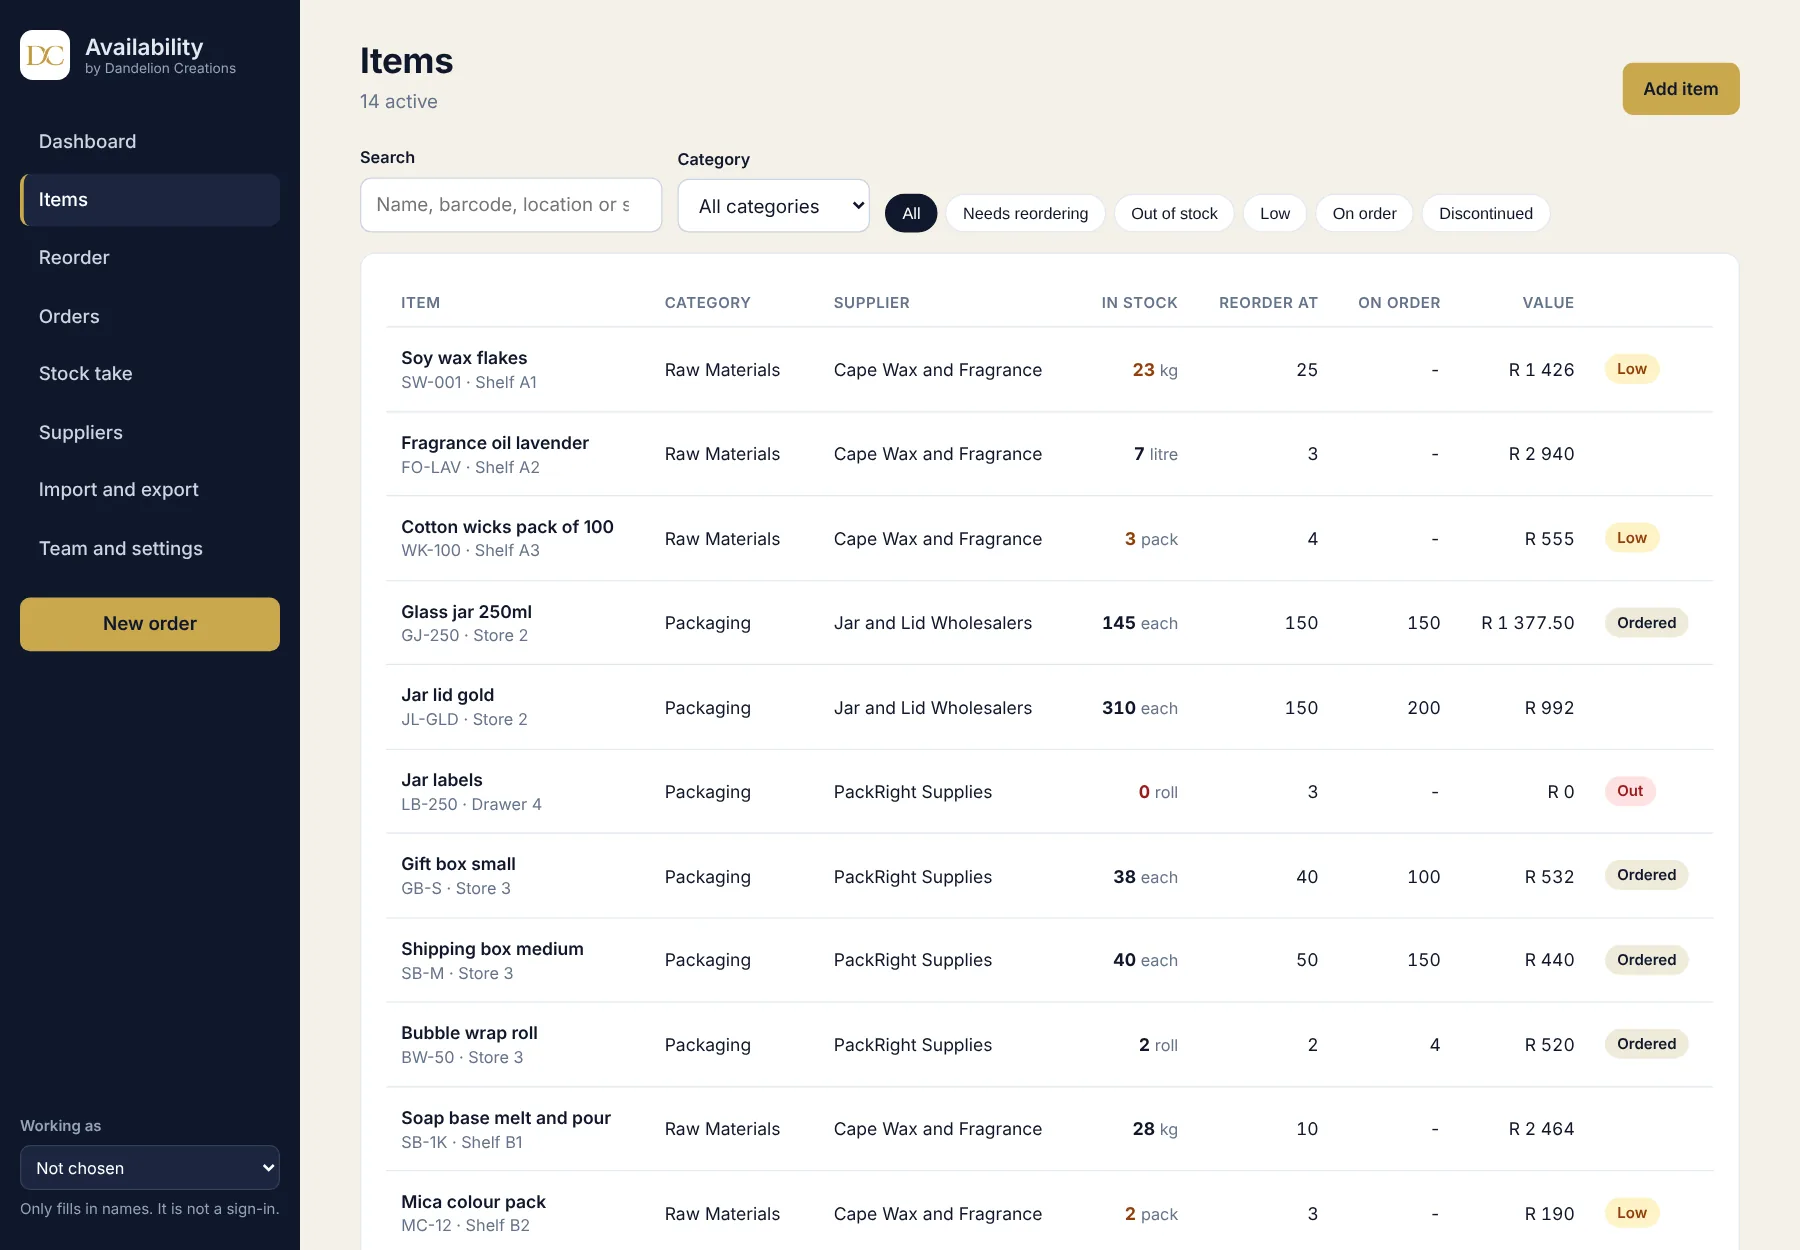 DC
Availability
by Dandelion Creations
Dashboard
Items
Reorder
Orders
Stock take
Suppliers
Import and export
Team and settings
New order
Working as
Not chosen
Only fills in names. It is not a sign-in.
Items
14 active
Add item
Search
Name, barcode, location or s
Category
All categories
All
Needs reordering
Out of stock
Low
On order
Discontinued
ITEM CATEGORY SUPPLIER IN STOCK REORDER AT ON ORDER VALUE
Soy wax flakes
SW-001 · Shelf A1
Raw Materials Cape Wax and Fragrance 23 kg 25 - R 1 426 Low
Fragrance oil lavender
FO-LAV · Shelf A2
Raw Materials Cape Wax and Fragrance 7 litre 3 - R 2 940
Cotton wicks pack of 100
WK-100 · Shelf A3
Raw Materials Cape Wax and Fragrance 3 pack 4 - R 555 Low
Glass jar 250ml
GJ-250 · Store 2
Packaging Jar and Lid Wholesalers 145 each 150 150 R 1 377.50 Ordered
Jar lid gold
JL-GLD · Store 2
Packaging Jar and Lid Wholesalers 310 each 150 200 R 992
Jar labels
LB-250 · Drawer 4
Packaging PackRight Supplies 0 roll 3 - R 0 Out
Gift box small
GB-S · Store 3
Packaging PackRight Supplies 38 each 40 100 R 532 Ordered
Shipping box medium
SB-M · Store 3
Packaging PackRight Supplies 40 each 50 150 R 440 Ordered
Bubble wrap roll
BW-50 · Store 3
Packaging PackRight Supplies 2 roll 2 4 R 520 Ordered
Soap base melt and pour
SB-1K · Shelf B1
Raw Materials Cape Wax and Fragrance 28 kg 10 - R 2 464
Mica colour pack
MC-12 · Shelf B2
Raw Materials Cape Wax and Fragrance 2 pack 3 - R 190 Low